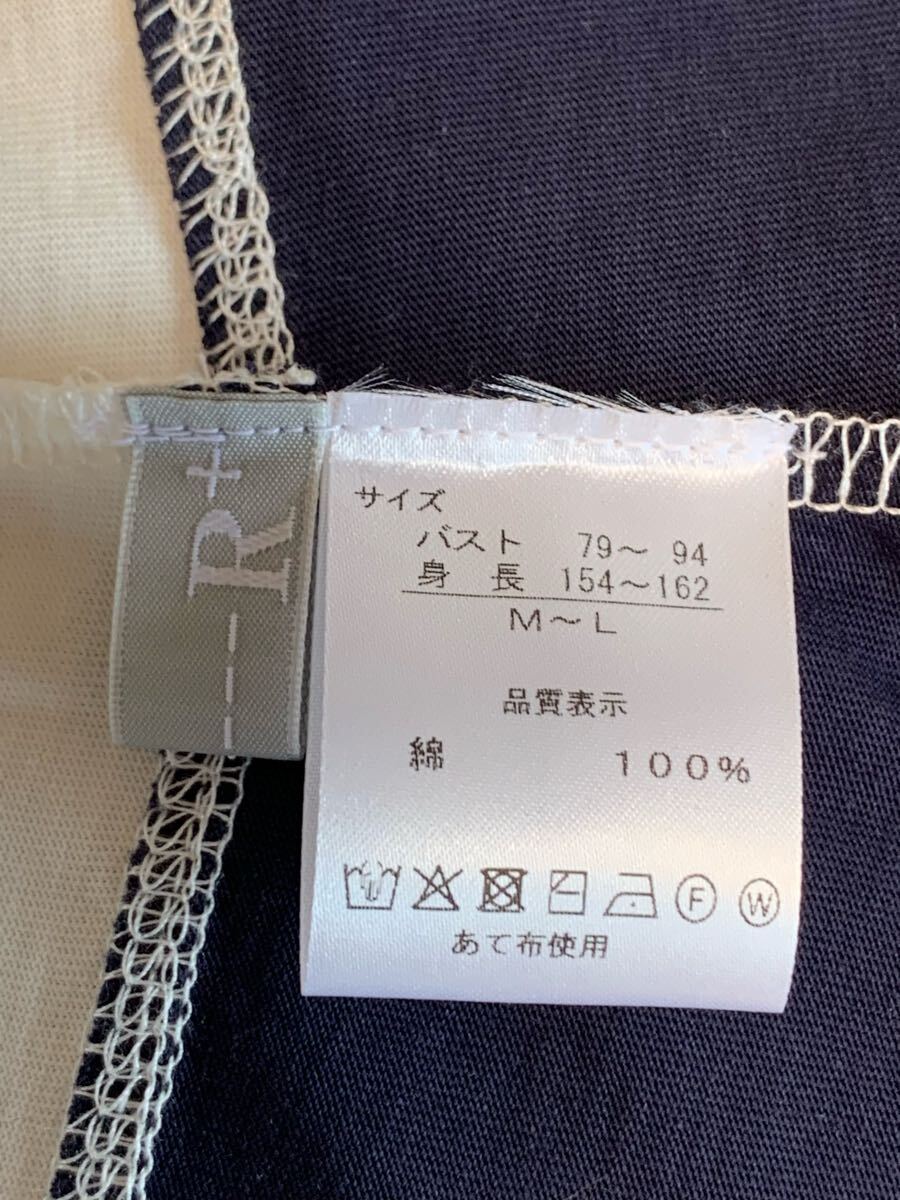 サイズ
バスト 79～ 94
身 長 154～162
M～L
品質表示
綿 100%
F W
あて布使用
R+